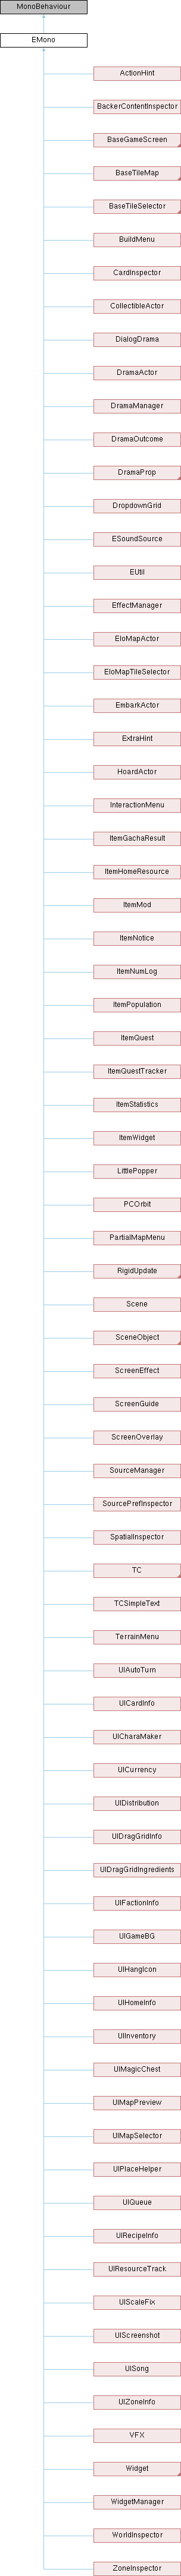 MonoBehaviour
EMono
ActionHint
BackerContentInspector
BaseGameScreen
BaseTileMap
BaseTileSelector
BuildMenu
CardInspector
CollectibleActor
DialogDrama
DramaActor
DramaManager
DramaOutcome
DramaProp
DropdownGrid
ESoundSource
EUtil
EffectManager
EloMapActor
EloMapTileSelector
EmbarkActor
ExtraHint
HoardActor
InteractionMenu
ItemGachaResult
ItemHomeResource
ItemMod
ItemNotice
ItemNumLog
ItemPopulation
ItemQuest
ItemQuestTracker
ItemStatistics
ItemWidget
LittlePopper
PCOrbit
PartialMapMenu
RigidUpdate
Scene
SceneObject
ScreenEffect
ScreenGuide
ScreenOverlay
SourceManager
SourcePrefInspector
SpatialInspector
TC
TCSimpleText
TerrainMenu
UIAutoTurn
UICardInfo
UICharaMaker
UICurrency
UIDistribution
UIDragGridInfo
UIDragGridIngredients
UIFactionInfo
UIGameBG
UIHangIcon
UIHomeInfo
UIInventory
UIMagicChest
UIMapPreview
UIMapSelector
UIPlaceHelper
UIQueue
UIRecipeInfo
UIResourceTrack
UIScaleFix
UIScreenshot
UISong
UIZoneInfo
VFX
Widget
WidgetManager
WorldInspector
ZoneInspector